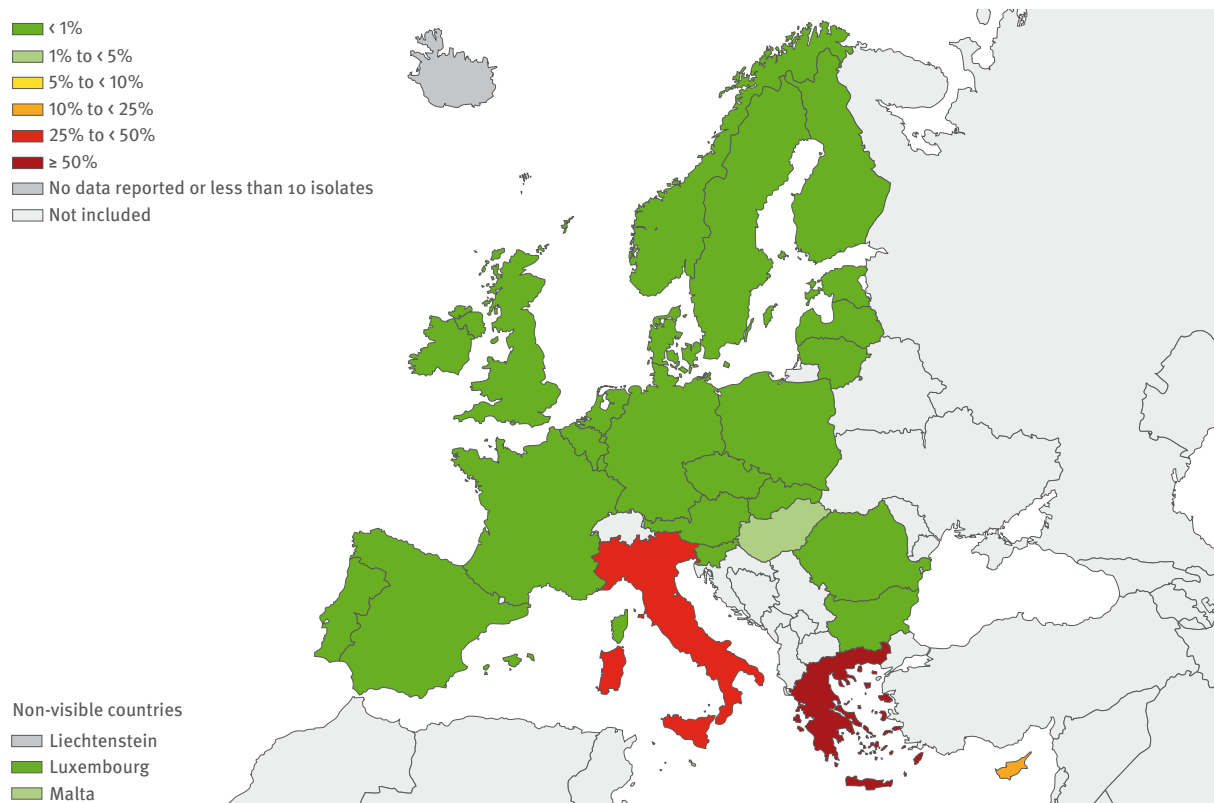 < 1%
1% to < 5%
5% to < 10%
10% to < 25%
25% to < 50%
≥ 50%
No data reported or less than 10 isolates
Not included
Non-visible countries
Liechtenstein
Luxembourg
Malta